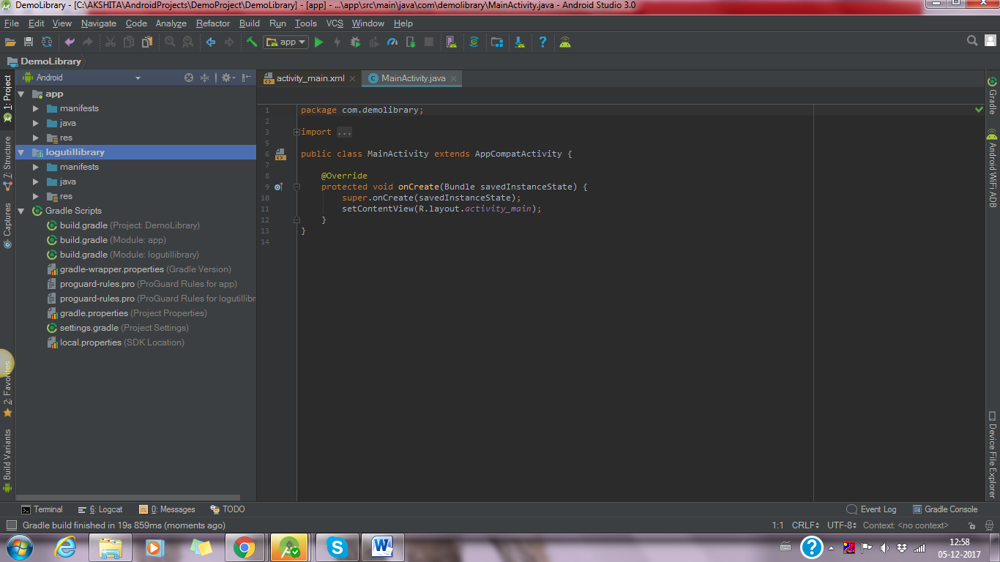 DemoLibrary - [C:\AKSHITA\AndroidProjects\DemoProject\DemoLibrary] - [app] - ...\app\src\main\java\com\demolibrary\MainActivity.java - Android Studio 3.0
File Edit View Navigate Code Analyze Refactor Build Run Tools VCS Window Help
app
DemoLibrary
Android
activity_main.xml
MainActivity.java
1: Project
7: Structure
Captures
2: Favorites
Build Variants
app
manifests
java
res
logutillibrary
manifests
java
res
Gradle Scripts
build.gradle (Project: DemoLibrary)
build.gradle (Module: app)
build.gradle (Module: logutillibrary)
gradle-wrapper.properties (Gradle Version)
proguard-rules.pro (ProGuard Rules for app)
proguard-rules.pro (ProGuard Rules for logutillibr
gradle.properties (Project Properties)
settings.gradle (Project Settings)
local.properties (SDK Location)
1 package com.demolibrary;
2
3 import ...
5
6 public class MainActivity extends AppCompatActivity {
7
8 @Override
9 protected void onCreate(Bundle savedInstanceState) {
10 super.onCreate(savedInstanceState);
11 setContentView(R.layout.activity_main);
12 }
13 }
14
Gradle
Android WiFi ADB
Device File Explorer
Terminal 6: Logcat 0: Messages TODO Event Log Gradle Console
Gradle build finished in 19s 859ms (moments ago) 1:1 CRLF UTF-8 Context: <no context>
12:58
05-12-2017